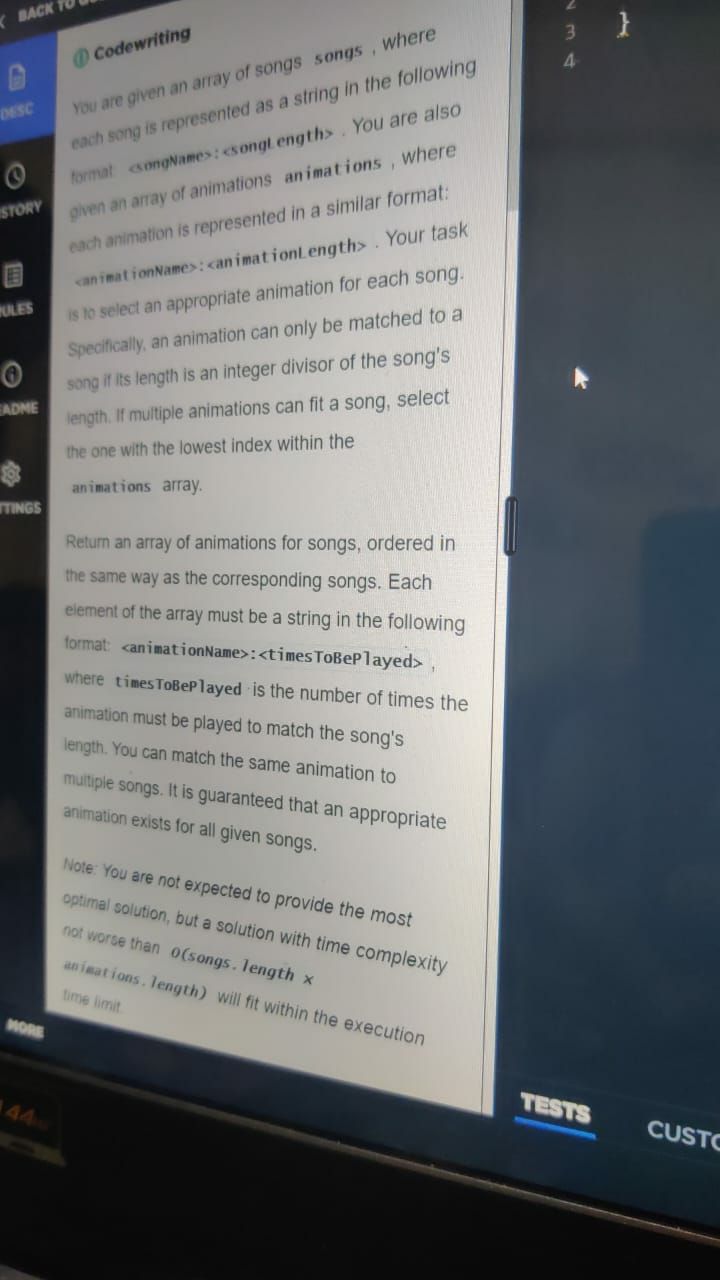 BACK TO
DESC
STORY
ULES
EADME
TTINGS
MORE
Codewriting
You are given an array of songs songs , where
each song is represented as a string in the following
format: <songName>:<songLength> . You are also
given an array of animations animations , where
each animation is represented in a similar format:
<animationName>:<animationLength> . Your task
is to select an appropriate animation for each song.
Specifically, an animation can only be matched to a
song if its length is an integer divisor of the song's
length. If multiple animations can fit a song, select
the one with the lowest index within the
animations array.
Return an array of animations for songs, ordered in
the same way as the corresponding songs. Each
element of the array must be a string in the following
format: <animationName>:<timesToBePlayed> ,
where timesToBePlayed is the number of times the
animation must be played to match the song's
length. You can match the same animation to
multiple songs. It is guaranteed that an appropriate
animation exists for all given songs.
Note: You are not expected to provide the most
optimal solution, but a solution with time complexity
not worse than O(songs.length x
animations.length) will fit within the execution
time limit.
3 }
4
TESTS
CUSTO
144